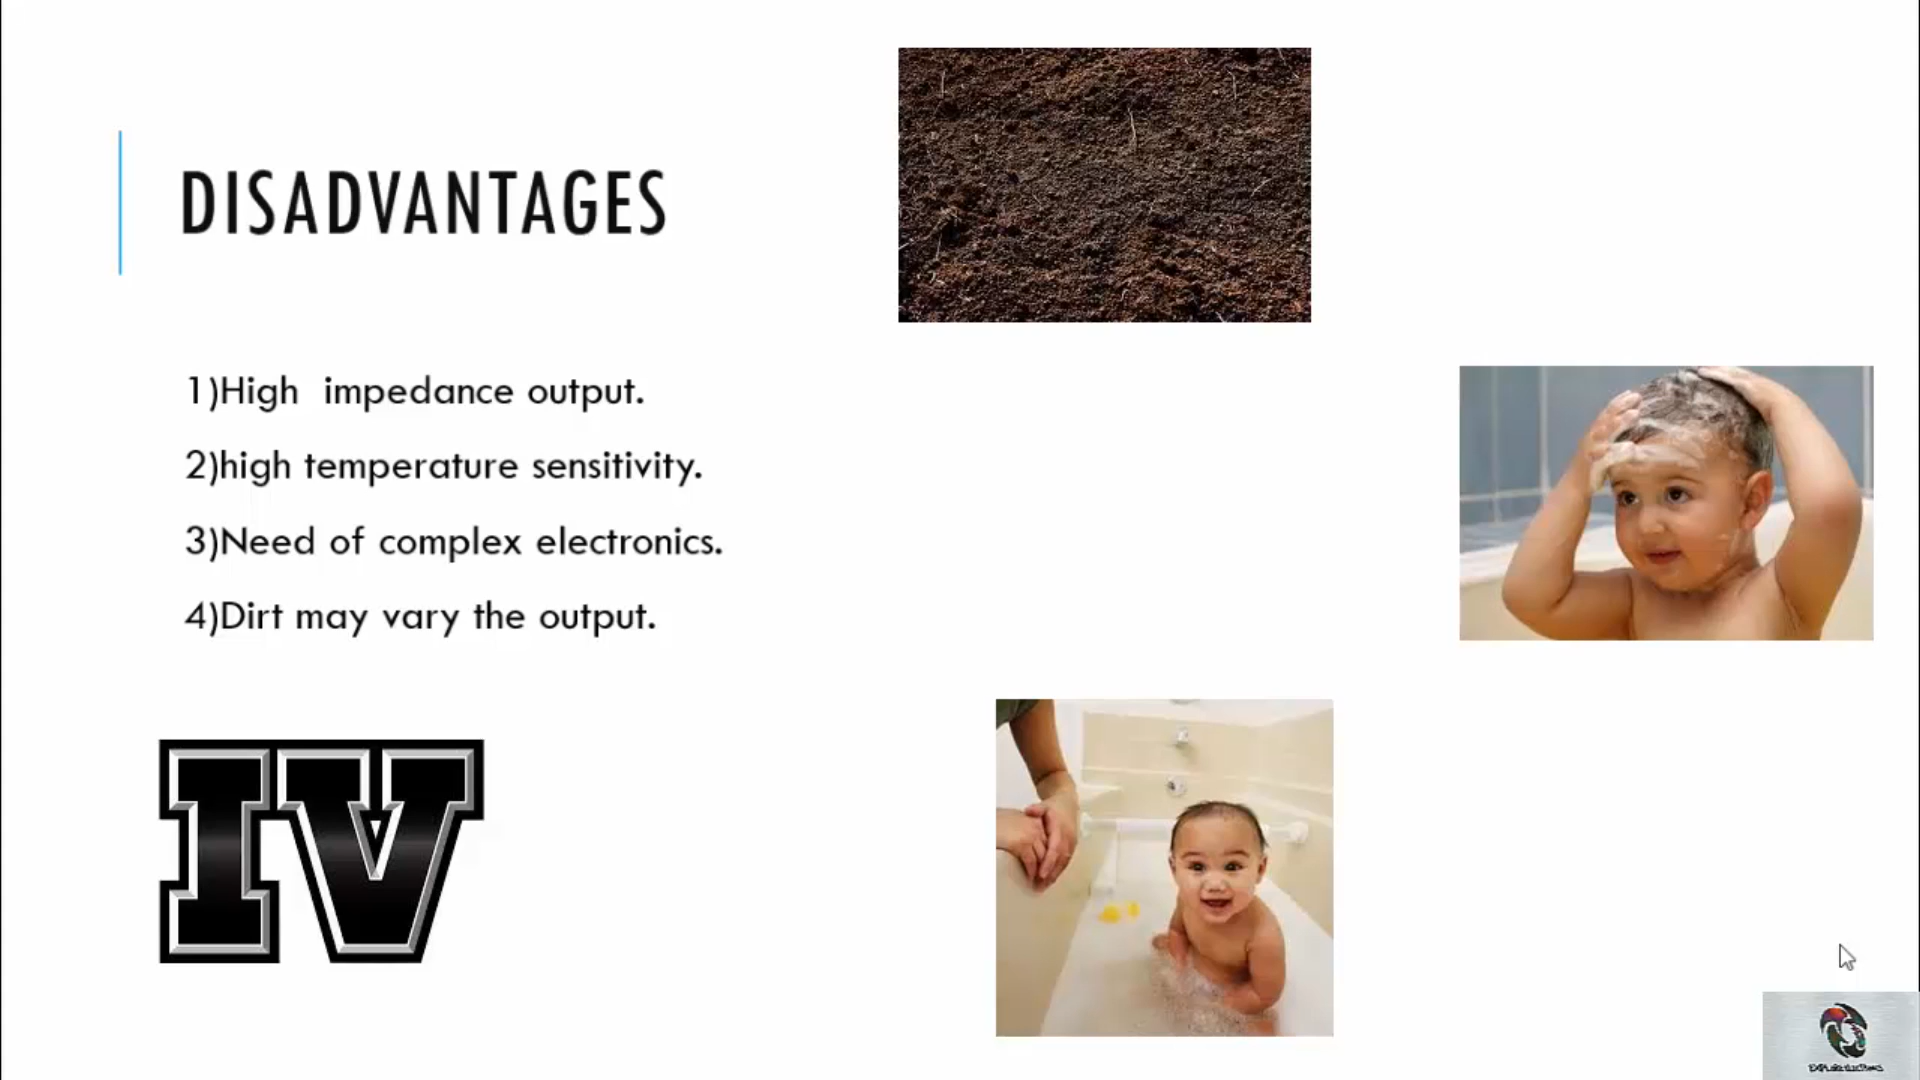 DISADVANTAGES
1)High impedance output.
2)high temperature sensitivity.
3)Need of complex electronics.
4)Dirt may vary the output.
IV